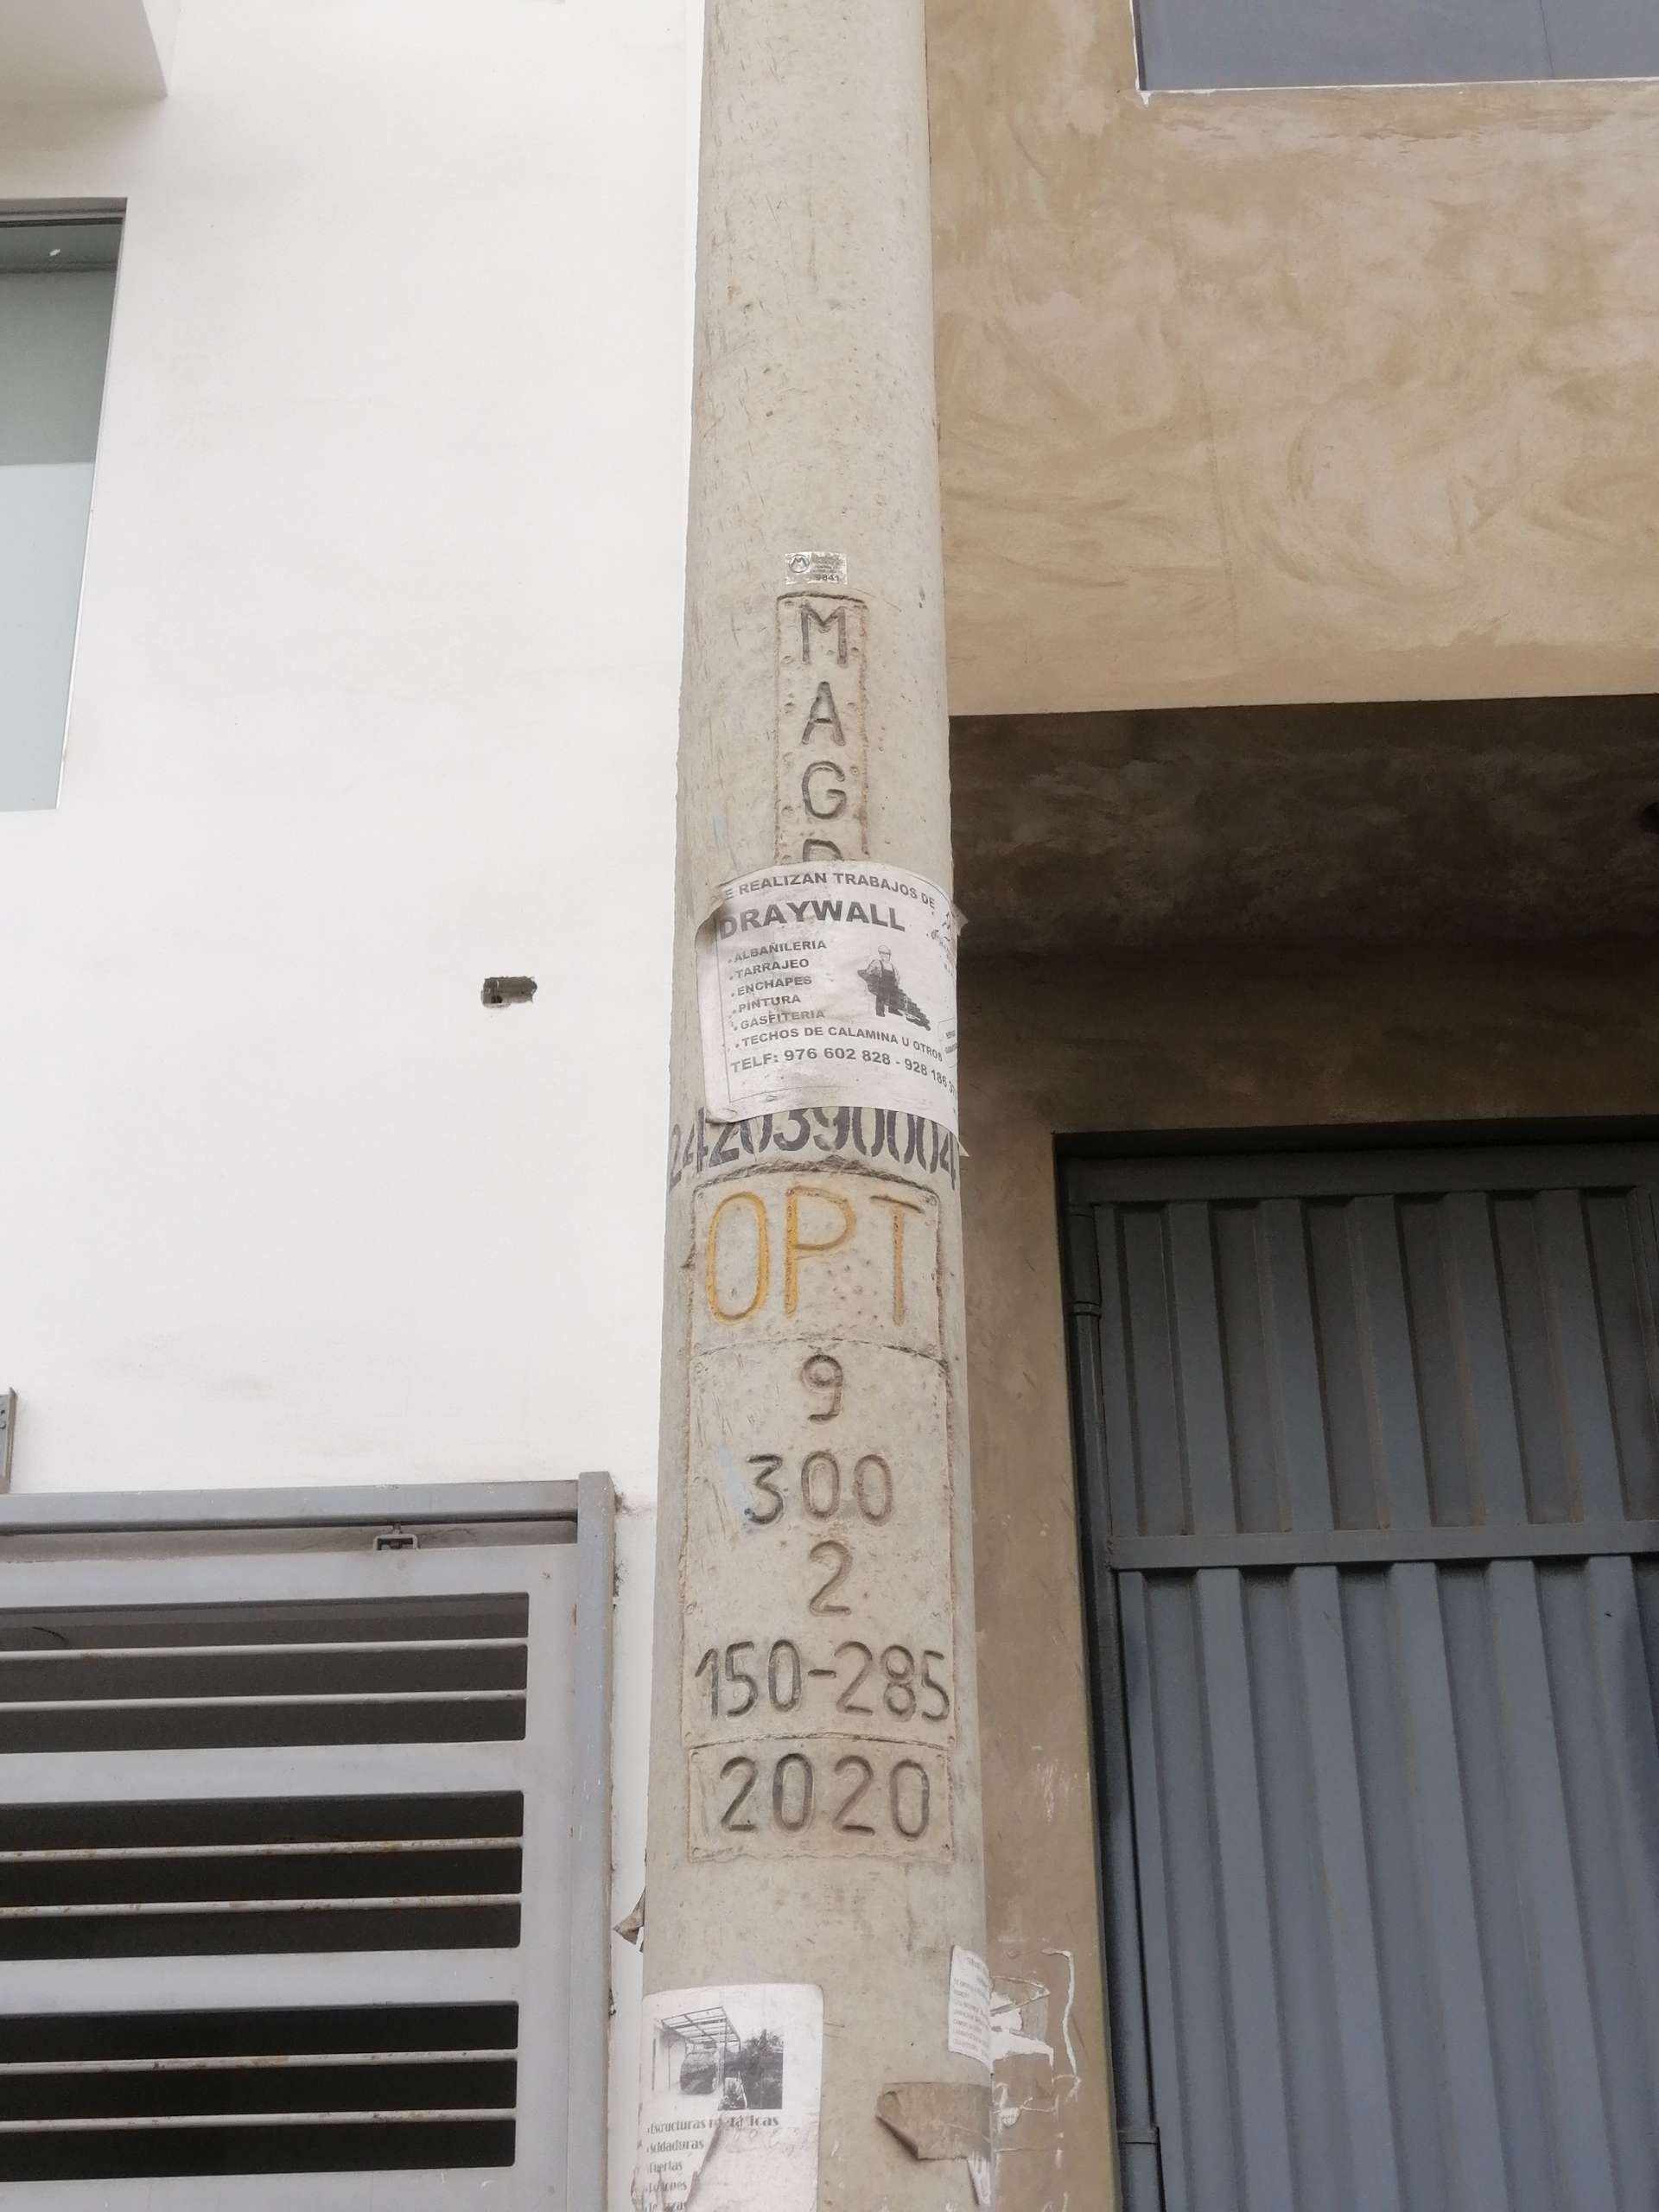 M
9841
M
A
G
E REALIZAN TRABAJOS DE
DRAYWALL
• ALBAÑILERIA
• TARRAJEO
• ENCHAPES
• PINTURA
• GASFITERIA
• TECHOS DE CALAMINA U OTROS
TELF: 976 602 828 - 928 186
2420390004
OPT
9
300
2
150-285
2020